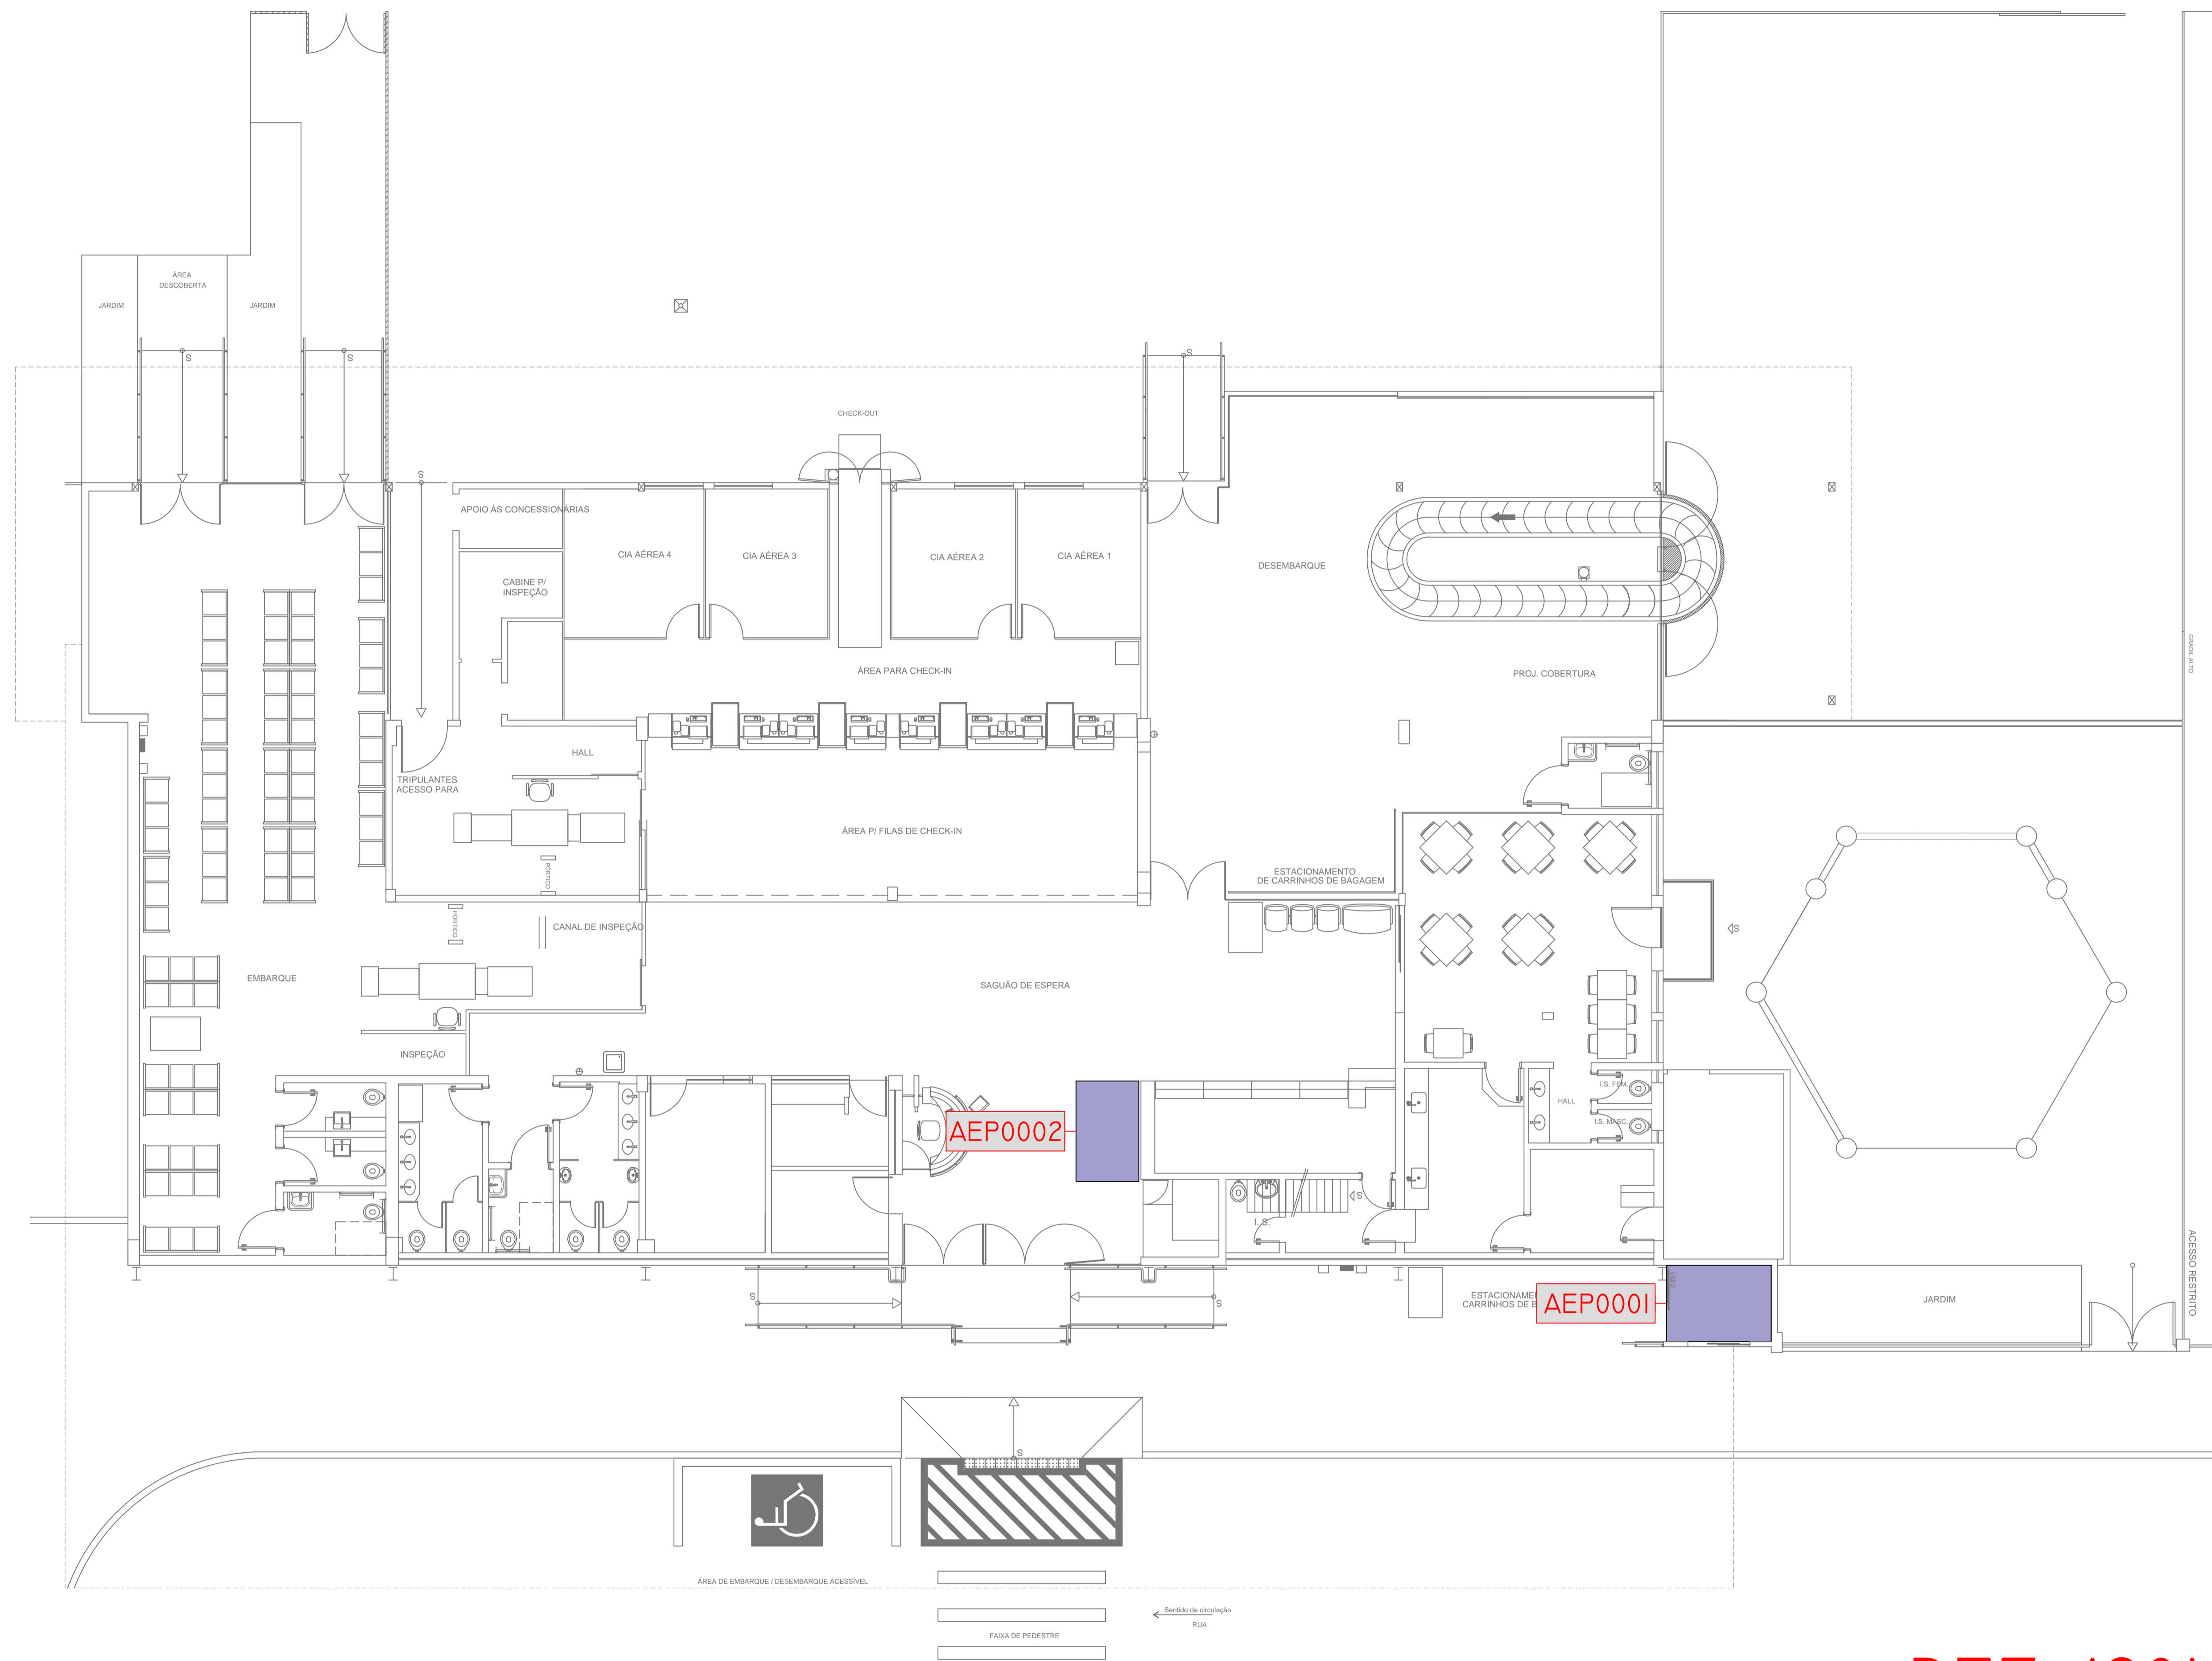 ÁREA
DESCOBERTA
JARDIM
JARDIM
S
S
S
S
CHECK-OUT
APOIO ÀS CONCESSIONÁRIAS
CIA AÉREA 4
CIA AÉREA 3
CIA AÉREA 2
CIA AÉREA 1
DESEMBARQUE
CABINE P/
INSPEÇÃO
GRADIL ALTO
ÁREA PARA CHECK-IN
PROJ. COBERTURA
HALL
TRIPULANTES
ACESSO PARA
ÁREA P/ FILAS DE CHECK-IN
PÓRTICO
ESTACIONAMENTO
DE CARRINHOS DE BAGAGEM
PÓRTICO
CANAL DE INSPEÇÃO
S
EMBARQUE
SAGUÃO DE ESPERA
INSPEÇÃO
I.S. FEM.
HALL
I.S. MASC.
AEP0002
S
I. S.
ACESSO RESTRITO
S
S
ESTACIONAME
CARRINHOS DE B
AEP0001
JARDIM
S
ÁREA DE EMBARQUE / DESEMBARQUE ACESSÍVEL
Sentido de circulação
RUA
FAIXA DE PEDESTRE